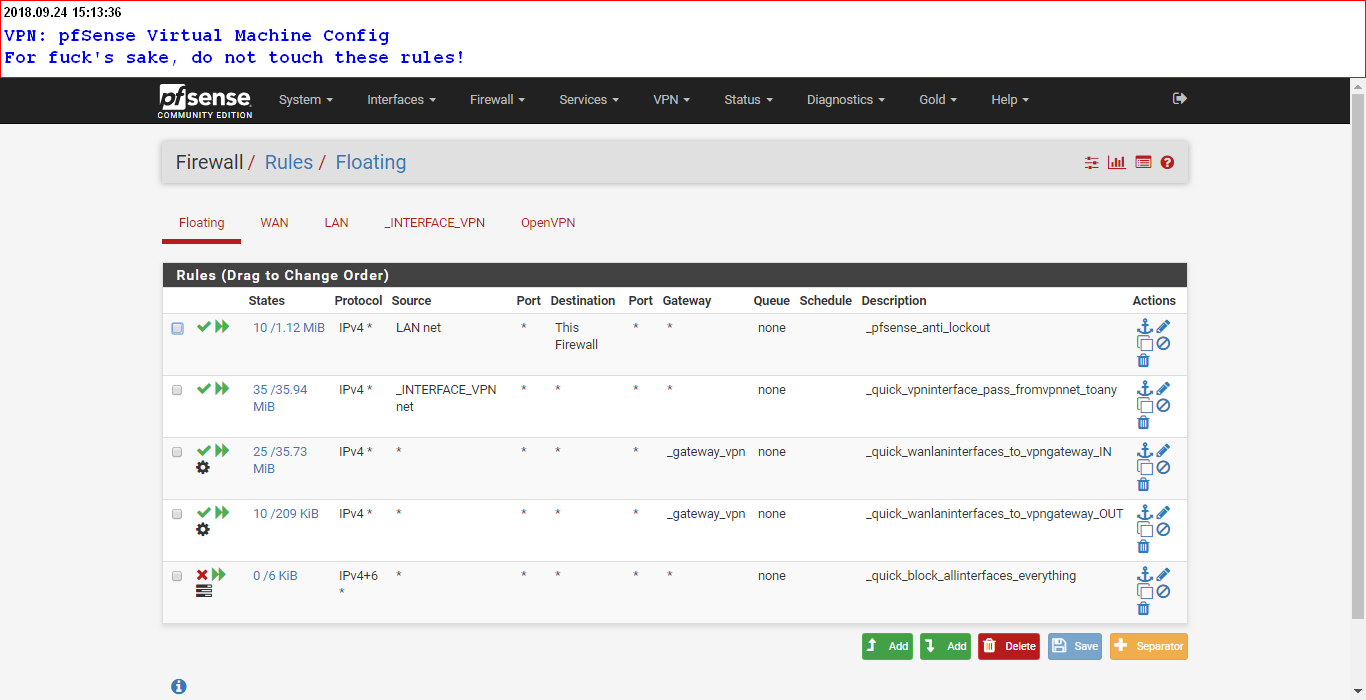 2018.09.24 15:13:36
VPN: pfSense Virtual Machine Config
For fuck's sake, do not touch these rules!
pfsense
COMMUNITY EDITION
System Interfaces Firewall Services VPN Status Diagnostics Gold Help
Firewall / Rules / Floating
Floating WAN LAN _INTERFACE_VPN OpenVPN
Rules (Drag to Change Order)
States Protocol Source Port Destination Port Gateway Queue Schedule Description Actions
10 /1.12 MiB IPv4 * LAN net * This * * none _pfsense_anti_lockout
Firewall
35 /35.94 IPv4 * _INTERFACE_VPN * * * * none _quick_vpninterface_pass_fromvpnnet_toany
MiB net
25 /35.73 IPv4 * * * * * _gateway_vpn none _quick_wanlaninterfaces_to_vpngateway_IN
MiB
10 /209 KiB IPv4 * * * * * _gateway_vpn none _quick_wanlaninterfaces_to_vpngateway_OUT
0 /6 KiB IPv4+6 * * * * * none _quick_block_allinterfaces_everything
*
Add Add Delete Save Separator